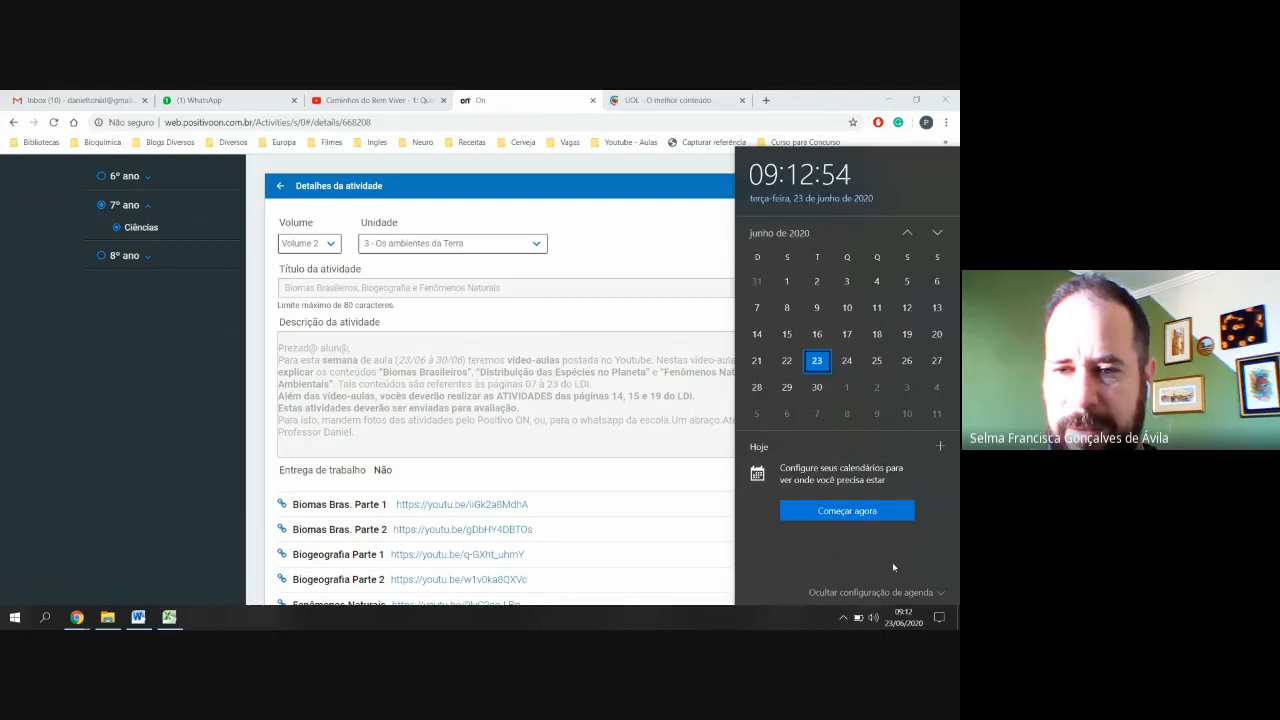 Inbox (10) - danieltonial@gmail.
(1) WhatsApp
Caminhos do Bem Viver - 1: Que
On
UOL - O melhor conteúdo
Não seguro
web.positivoon.com.br/Activities/s/0#/details/668208
Bibliotecas
Bioquímica
Blogs Diversos
Diversos
Europa
Filmes
Ingles
Neuro
Receitas
Cerveja
Vagas
Youtube - Aulas
Capturar referência
Curso para Concurso
6º ano
7º ano
Ciências
8º ano
Detalhes da atividade
Volume
Unidade
Volume 2
3 - Os ambientes da Terra
Título da atividade
Biomas Brasileiros, Biogeografia e Fenômenos Naturais
Limite máximo de 80 caracteres.
Descrição da atividade
Prezad@ alun@,
Para esta semana de aula (23/06 à 30/06) teremos vídeo-aulas postada no Youtube. Nestas vídeo-aula
explicar os conteúdos "Biomas Brasileiros", "Distribuição das Espécies no Planeta" e "Fenômenos Nat
Ambientais". Tais conteúdos são referentes às páginas 07 à 23 do LDI.
Além das vídeo-aulas, vocês deverão realizar as ATIVIDADES das páginas 14, 15 e 19 do LDI.
Estas atividades deverão ser enviadas para avaliação.
Para isto, mandem fotos das atividades pelo Positivo ON, ou, para o whatsapp da escola.Um abraço.Até
Professor Daniel.
Entrega de trabalho Não
Biomas Bras. Parte 1 https://youtu.be/iiGk2a8MdhA
Biomas Bras. Parte 2 https://youtu.be/gDbHY4DBTOs
Biogeografia Parte 1 https://youtu.be/q-GXht_uhmY
Biogeografia Parte 2 https://youtu.be/w1v0ka8QXVc
Fenômenos Naturais
09:12:54
terça-feira, 23 de junho de 2020
junho de 2020
D S T Q Q S S
31 1 2 3 4 5 6
7 8 9 10 11 12 13
14 15 16 17 18 19 20
21 22 23 24 25 26 27
28 29 30 1 2 3 4
5 6 7 8 9 10 11
Hoje
Configure seus calendários para
ver onde você precisa estar
Começar agora
Ocultar configuração de agenda
09:12
23/06/2020
Selma Francisca Gonçalves de Ávila